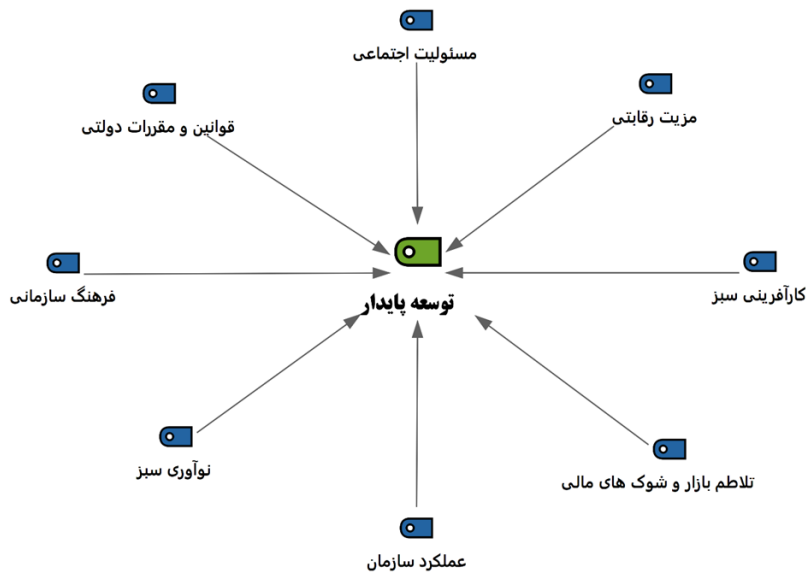 مسئولیت اجتماعی
مزیت رقابتی
قوانین و مقررات دولتی
کارآفرینی سبز
فرهنگ سازمانی
توسعه پایدار
نوآوری سبز
تلاطم بازار و شوک های مالی
عملکرد سازمان